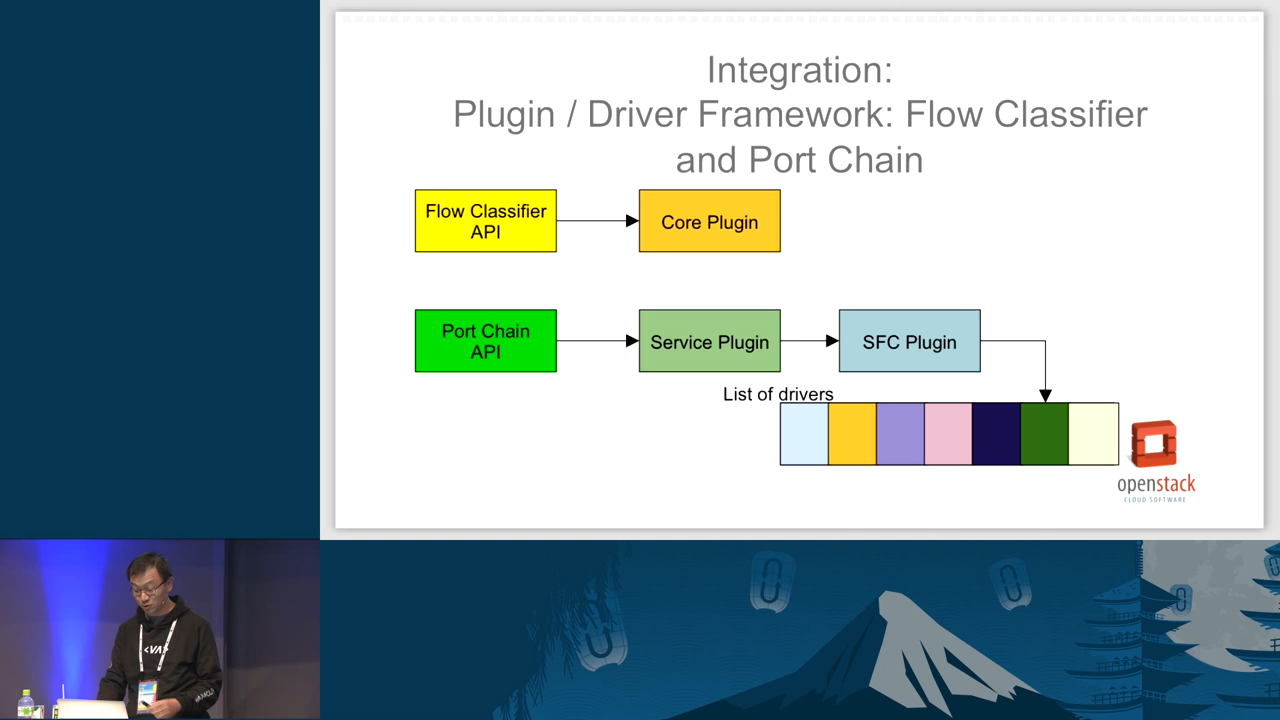 Integration:
Plugin / Driver Framework: Flow Classifier
and Port Chain
Flow Classifier
API
Core Plugin
Port Chain
API
Service Plugin
SFC Plugin
List of drivers
openstack
CLOUD SOFTWARE